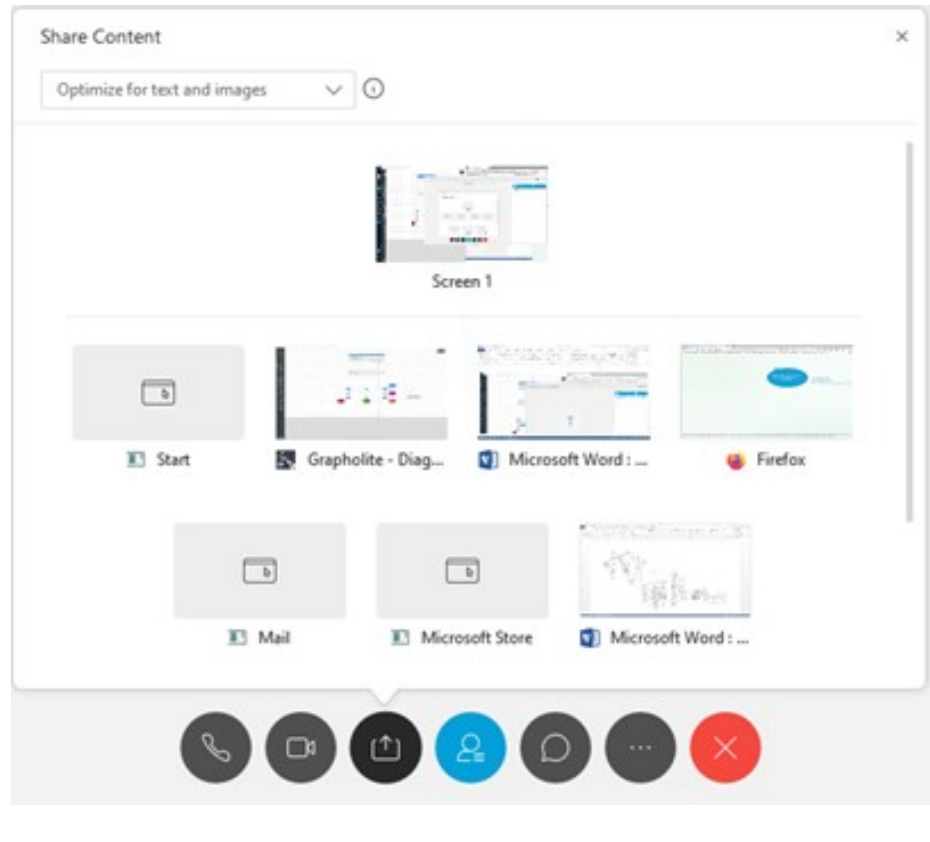 Share Content
Optimize for text and images
Screen 1
Start
Grapholite - Diag...
Microsoft Word : ...
Firefox
Mail
Microsoft Store
Microsoft Word : ...